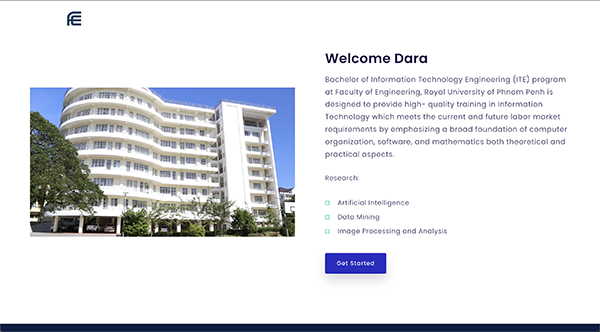 FE
Welcome Dara
Bachelor of Information Technology Engineering (ITE) program
at Faculty of Engineering, Royal University of Phnom Penh is
designed to provide high- quality training in Information
Technology which meets the current and future labor market
requirements by emphasizing a broad foundation of computer
organization, software, and mathematics both theoretical and
practical aspects.
Research:
Artificial Intelligence
Data Mining
Image Processing and Analysis
Get Started